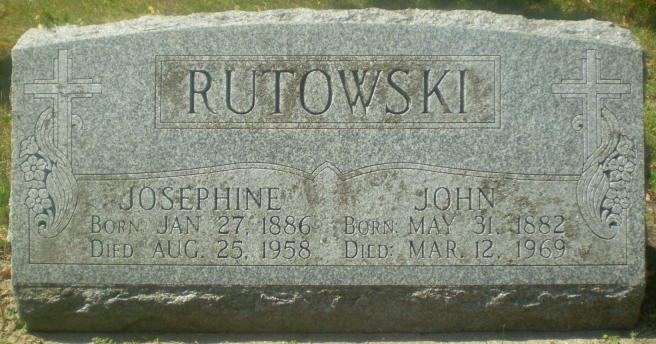 RUTOWSKI
JOSEPHINE
BORN JAN 27, 1886
DIED AUG. 25, 1958
JOHN
BORN: MAY 31, 1882
DIED: MAR. 12, 1969